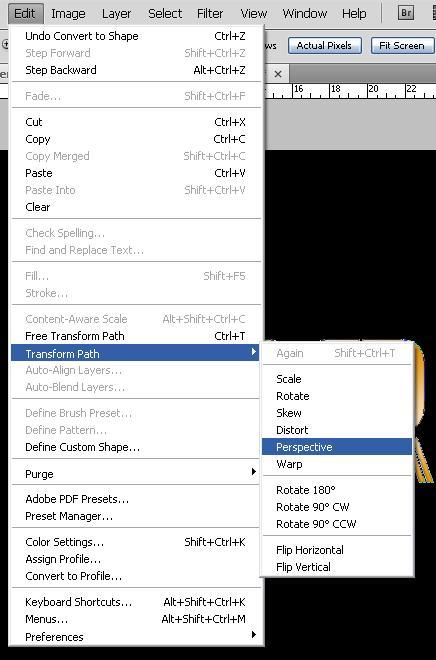 Edit Image Layer Select Filter View Window Help Br
Undo Convert to Shape Ctrl+Z
Step Forward Shift+Ctrl+Z
Step Backward Alt+Ctrl+Z
Fade... Shift+Ctrl+F
Cut Ctrl+X
Copy Ctrl+C
Copy Merged Shift+Ctrl+C
Paste Ctrl+V
Paste Into Shift+Ctrl+V
Clear
Check Spelling...
Find and Replace Text...
Fill... Shift+F5
Stroke...
Content-Aware Scale Alt+Shift+Ctrl+C
Free Transform Path Ctrl+T
Transform Path
Auto-Align Layers...
Auto-Blend Layers...
Define Brush Preset...
Define Pattern...
Define Custom Shape...
Purge
Adobe PDF Presets...
Preset Manager...
Color Settings... Shift+Ctrl+K
Assign Profile...
Convert to Profile...
Keyboard Shortcuts... Alt+Shift+Ctrl+K
Menus... Alt+Shift+Ctrl+M
Preferences
ws Actual Pixels Fit Screen
16 18 20 22
Again Shift+Ctrl+T
Scale
Rotate
Skew
Distort
Perspective
Warp
Rotate 180°
Rotate 90° CW
Rotate 90° CCW
Flip Horizontal
Flip Vertical